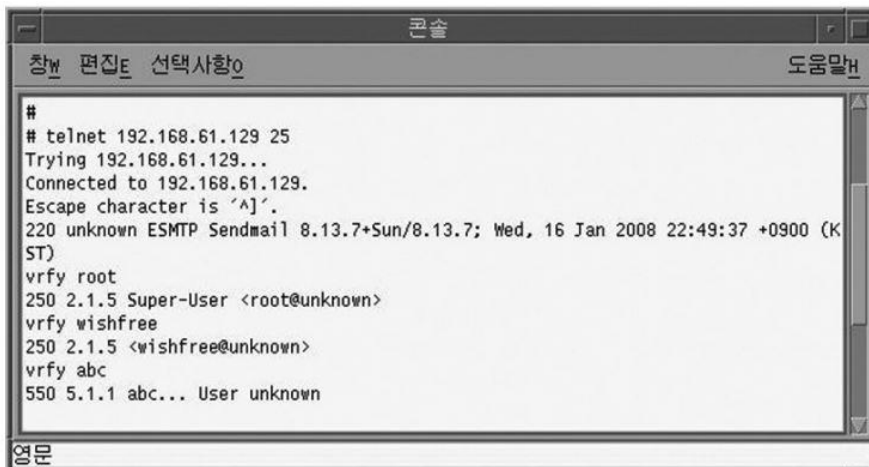 콘솔
창W 편집E 선택사항O 도움말H
#
# telnet 192.168.61.129 25
Trying 192.168.61.129...
Connected to 192.168.61.129.
Escape character is ´^]´.
220 unknown ESMTP Sendmail 8.13.7+Sun/8.13.7; Wed, 16 Jan 2008 22:49:37 +0900 (K
ST)
vrfy root
250 2.1.5 Super-User <root@unknown>
vrfy wishfree
250 2.1.5 <wishfree@unknown>
vrfy abc
550 5.1.1 abc... User unknown
영문